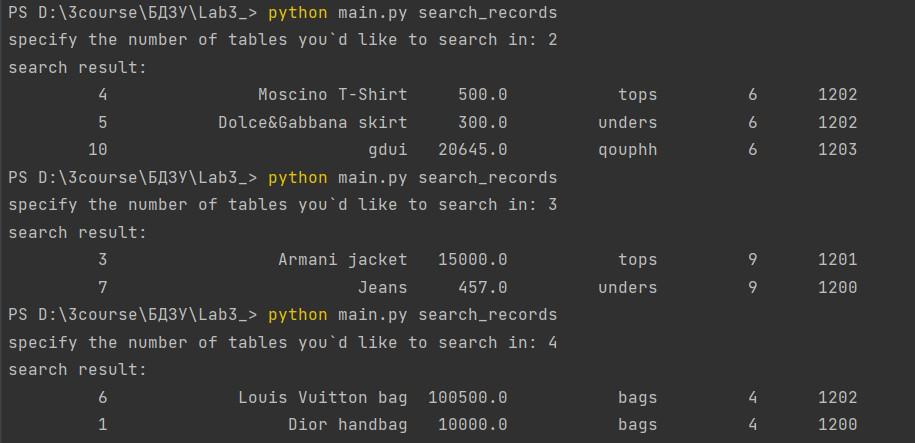 PS D:\3course\БДЗУ\Lab3_> python main.py search_records
specify the number of tables you`d like to search in: 2
search result:
4 Moscino T-Shirt 500.0 tops 6 1202
5 Dolce&Gabbana skirt 300.0 unders 6 1202
10 gdui 20645.0 qouphh 6 1203
PS D:\3course\БДЗУ\Lab3_> python main.py search_records
specify the number of tables you`d like to search in: 3
search result:
3 Armani jacket 15000.0 tops 9 1201
7 Jeans 457.0 unders 9 1200
PS D:\3course\БДЗУ\Lab3_> python main.py search_records
specify the number of tables you`d like to search in: 4
search result:
6 Louis Vuitton bag 100500.0 bags 4 1202
1 Dior handbag 10000.0 bags 4 1200